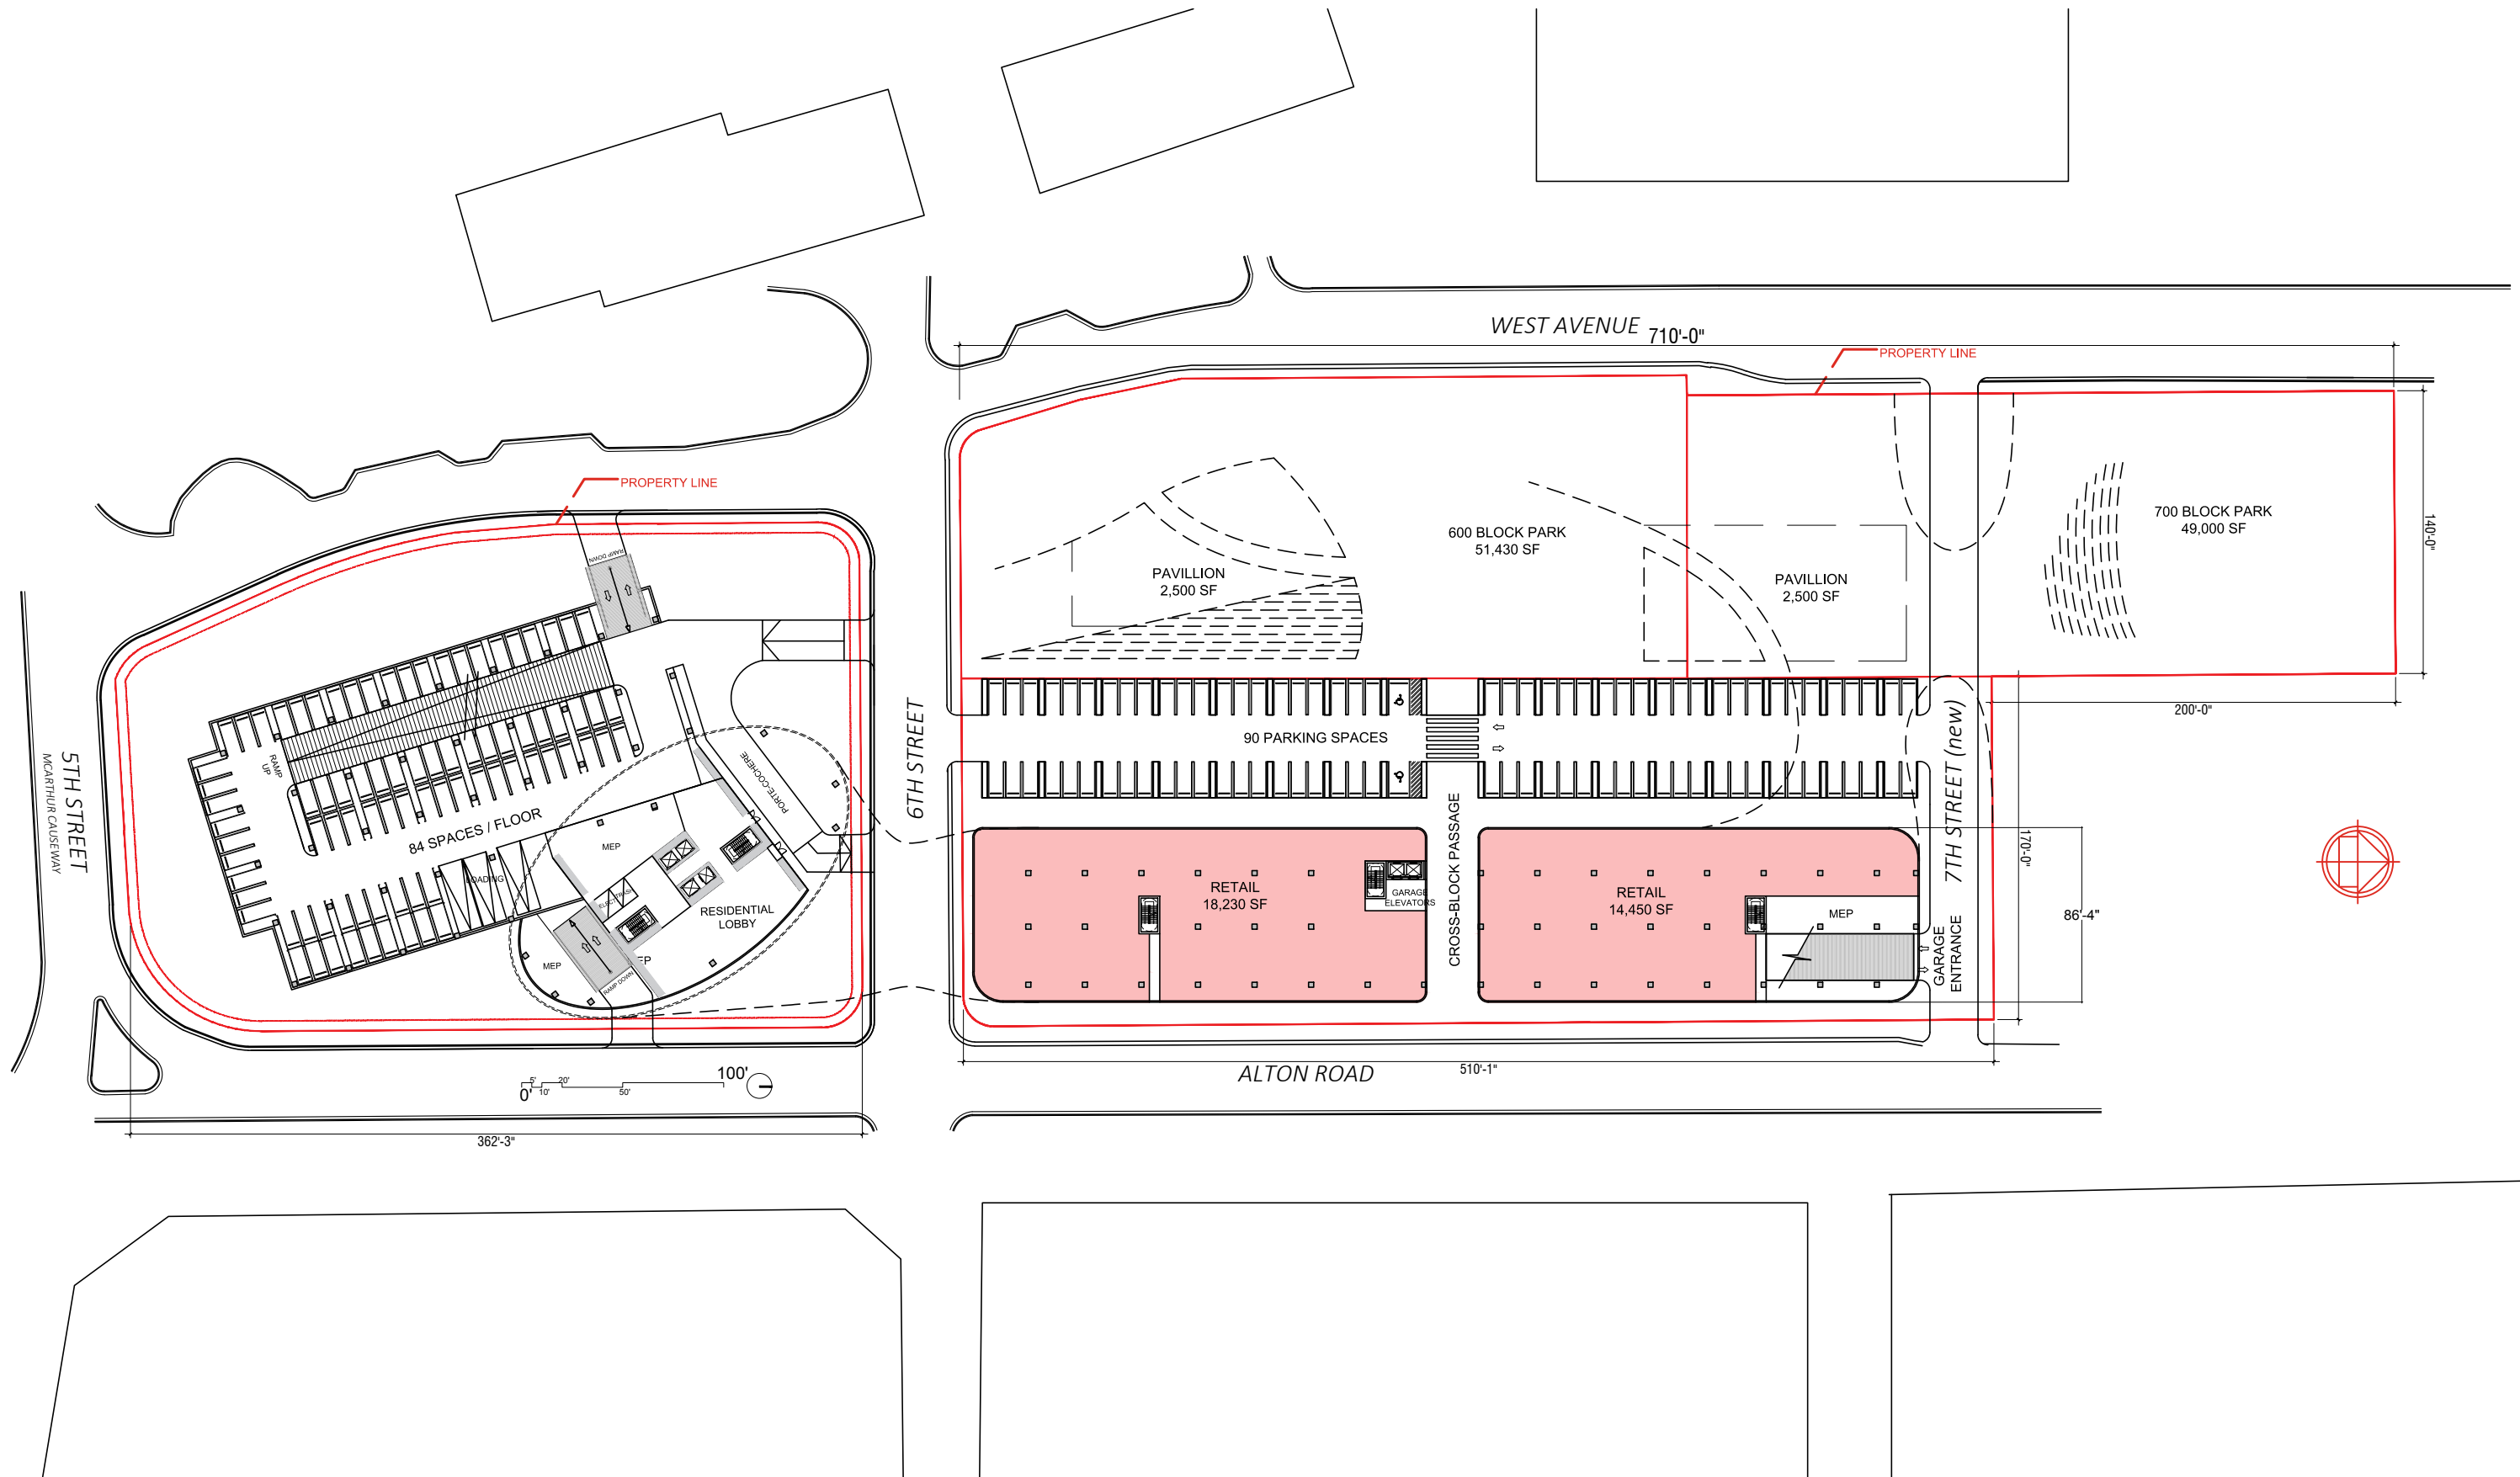 WEST AVENUE
710'-0"
PROPERTY LINE
PROPERTY LINE
140'-0"
200'-0"
700 BLOCK PARK
49,000 SF
600 BLOCK PARK
51,430 SF
PAVILLION
2,500 SF
PAVILLION
2,500 SF
RAMP DOWN
RAMP
UP
84 SPACES / FLOOR
LOADING
MEP
PORTE-COCHERE
RESIDENTIAL
LOBBY
MEP
RAMP DOWN
5TH STREET
MCARTHUR CAUSEWAY
6TH STREET
90 PARKING SPACES
CROSS-BLOCK PASSAGE
RETAIL
18,230 SF
GARAGE
ELEVATORS
RETAIL
14,450 SF
MEP
GARAGE
ENTRANCE
7TH STREET (new)
170'-0"
86'-4"
ALTON ROAD
510'-1"
0'
5'
10'
20'
50'
100'
362'-3"